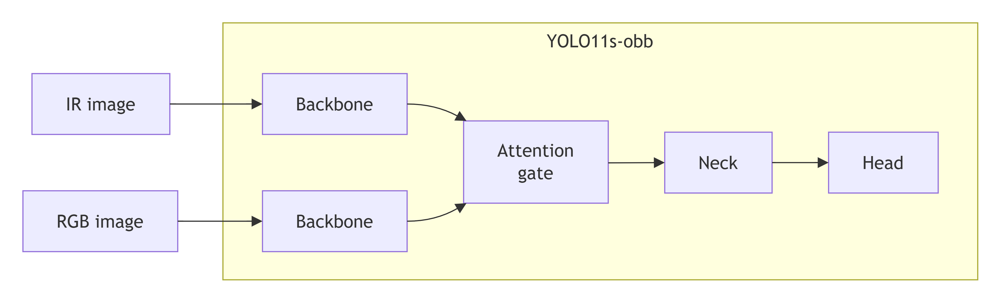 YOLO11s-obb
IR image
Backbone
Attention
gate
Neck
Head
RGB image
Backbone